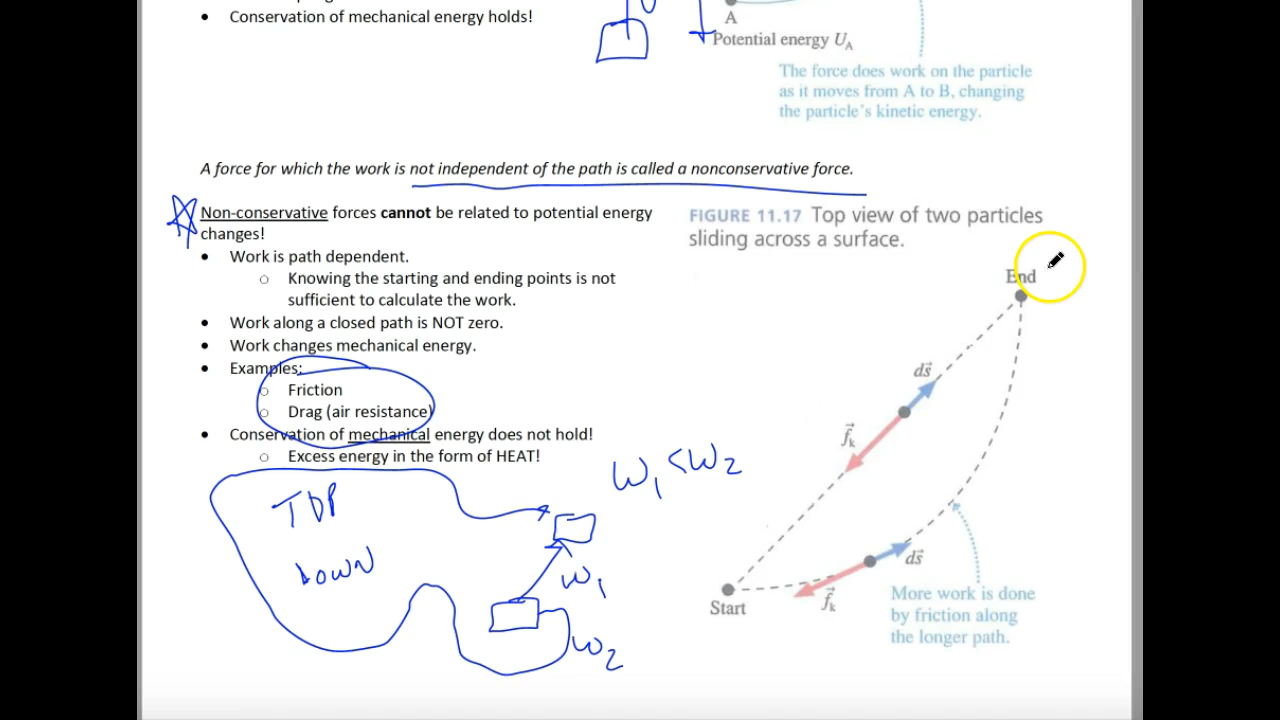 • Conservation of mechanical energy holds!
A
Potential energy U_A
The force does work on the particle
as it moves from A to B, changing
the particle's kinetic energy.
A force for which the work is not independent of the path is called a nonconservative force.
Non-conservative forces cannot be related to potential energy
changes!
• Work is path dependent.
○ Knowing the starting and ending points is not
sufficient to calculate the work.
• Work along a closed path is NOT zero.
• Work changes mechanical energy.
• Examples:
○ Friction
○ Drag (air resistance)
• Conservation of mechanical energy does not hold!
○ Excess energy in the form of HEAT!
TOP
DOWN
W₁ < W₂
W₁
W₂
FIGURE 11.17 Top view of two particles
sliding across a surface.
End
ds⃗
f⃗k
ds⃗
f⃗k
Start
More work is done
by friction along
the longer path.